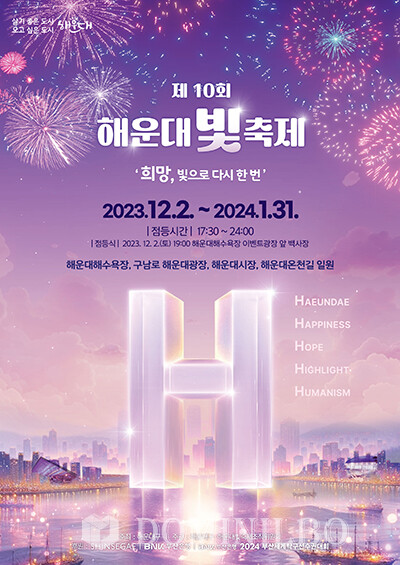 살기 좋은 도시
오고 싶은 도시 해운대
제 10회
해운대 빛축제
‘희망, 빛으로 다시 한 번’
2023.12.2. ~ 2024.1.31.
|점등시간| 17:30 ~ 24:00
|점등식| 2023. 12. 2.(토) 19:00 해운대해수욕장 이벤트광장 앞 백사장
해운대해수욕장, 구남로 해운대광장, 해운대시장, 해운대온천길 일원
H
HAEUNDAE
HAPPINESS
HOPE
HIGHLIGHT
HUMANISM
SHINSEGAE BNK 2024 부산세계탁구선수권대회